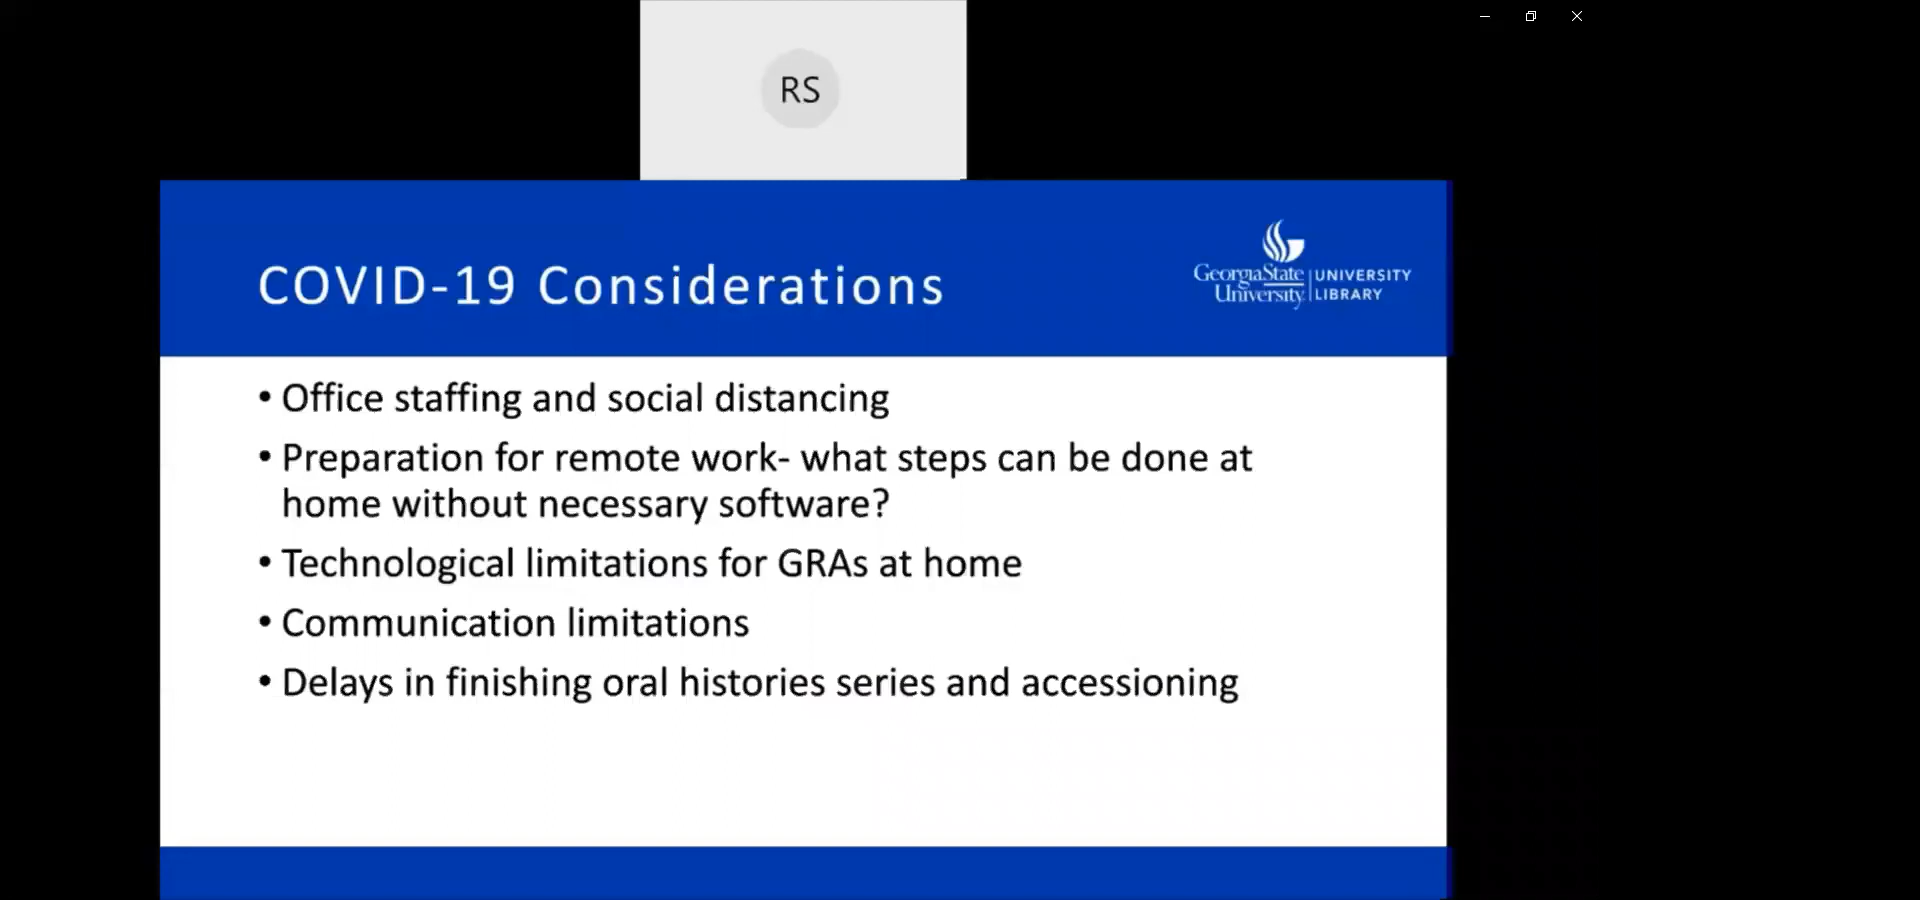 RS
COVID-19 Considerations
GeorgiaState
University
UNIVERSITY
LIBRARY
• Office staffing and social distancing
• Preparation for remote work- what steps can be done at
home without necessary software?
• Technological limitations for GRAs at home
• Communication limitations
• Delays in finishing oral histories series and accessioning